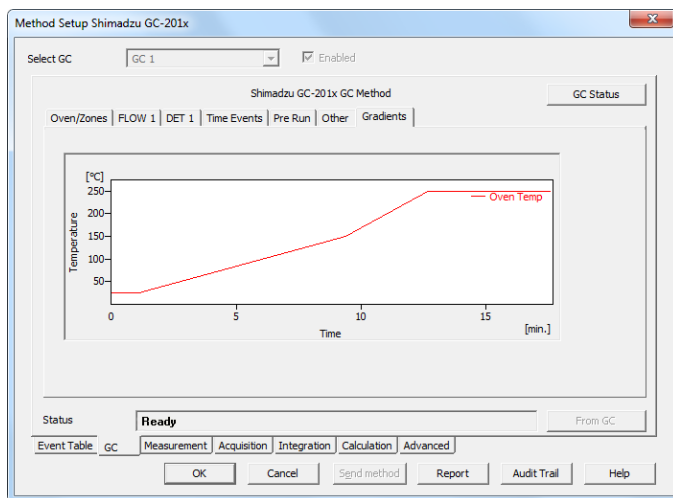 Method Setup Shimadzu GC-201x
Select GC
GC 1
Enabled
Shimadzu GC-201x GC Method
GC Status
Oven/Zones
FLOW 1
DET 1
Time Events
Pre Run
Other
Gradients
[°C]
250
200
150
100
50
Temperature
Oven Temp
0
5
10
15
Time
[min.]
Status
Ready
From GC
Event Table
GC
Measurement
Acquisition
Integration
Calculation
Advanced
OK
Cancel
Send method
Report
Audit Trail
Help